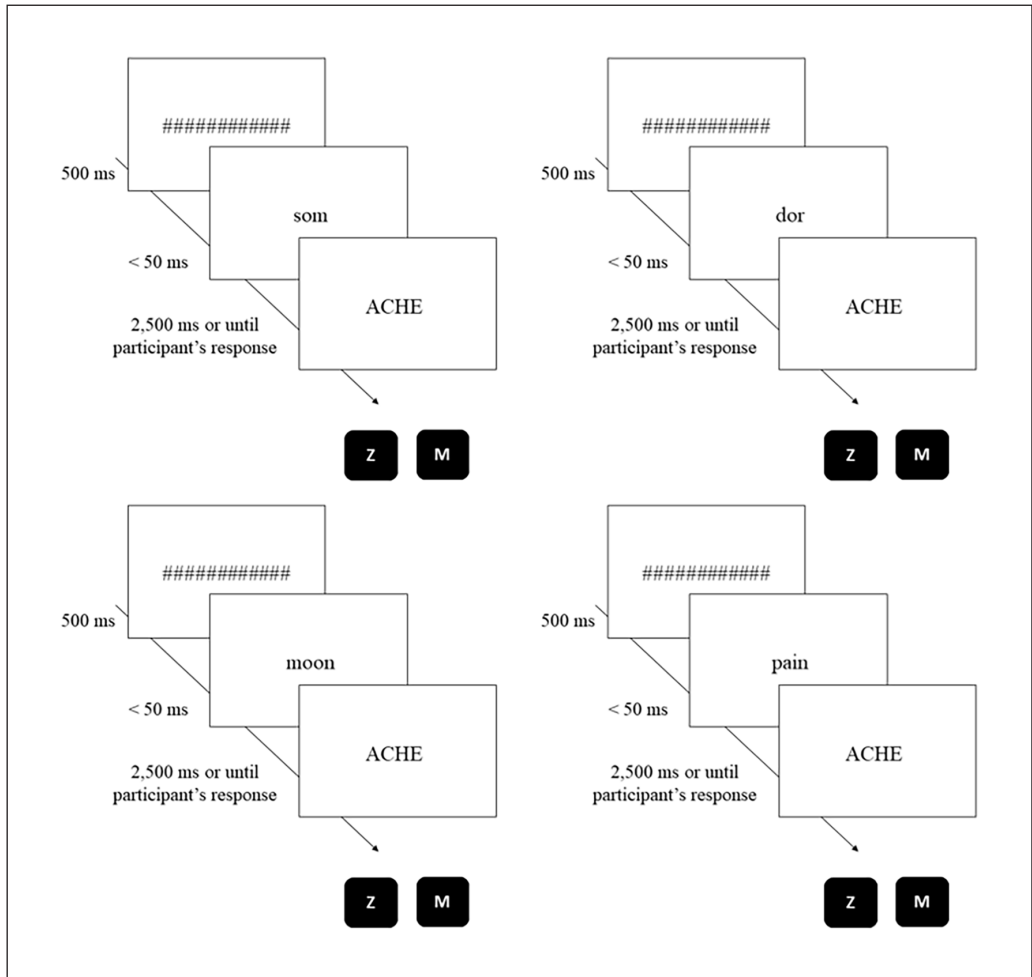 ############
500 ms
som
< 50 ms
ACHE
2,500 ms or until
participant's response
Z M
############
500 ms
dor
< 50 ms
ACHE
2,500 ms or until
participant's response
Z M
############
500 ms
moon
< 50 ms
ACHE
2,500 ms or until
participant's response
Z M
############
500 ms
pain
< 50 ms
ACHE
2,500 ms or until
participant's response
Z M